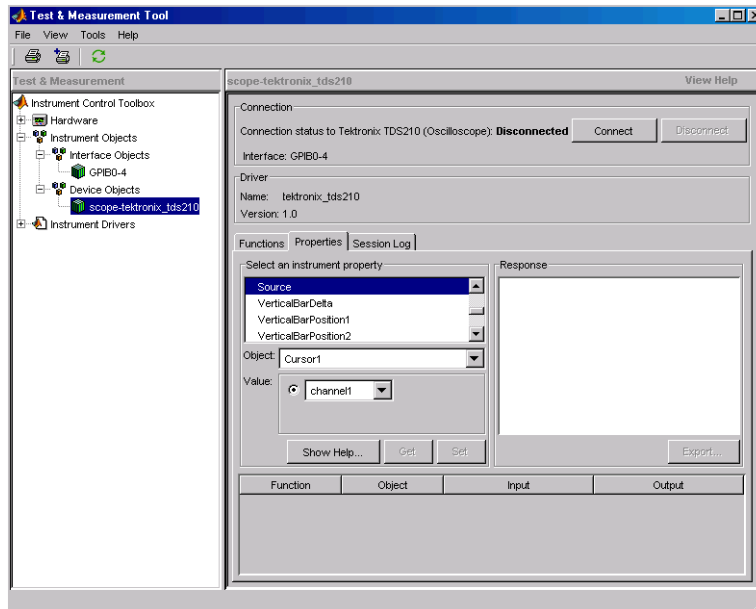 Test & Measurement Tool
File View Tools Help
Test & Measurement
Instrument Control Toolbox
Hardware
Instrument Objects
Interface Objects
GPIB0-4
Device Objects
scope-tektronix_tds210
Instrument Drivers
scope-tektronix_tds210 View Help
Connection
Connection status to Tektronix TDS210 (Oscilloscope): Disconnected Connect Disconnect
Interface: GPIB0-4
Driver
Name: tektronix_tds210
Version: 1.0
Functions Properties Session Log
Select an instrument property
Source
VerticalBarDelta
VerticalBarPosition1
VerticalBarPosition2
Object: Cursor1
Value: channel1
Show Help... Get Set
Response
Export...
Function Object Input Output